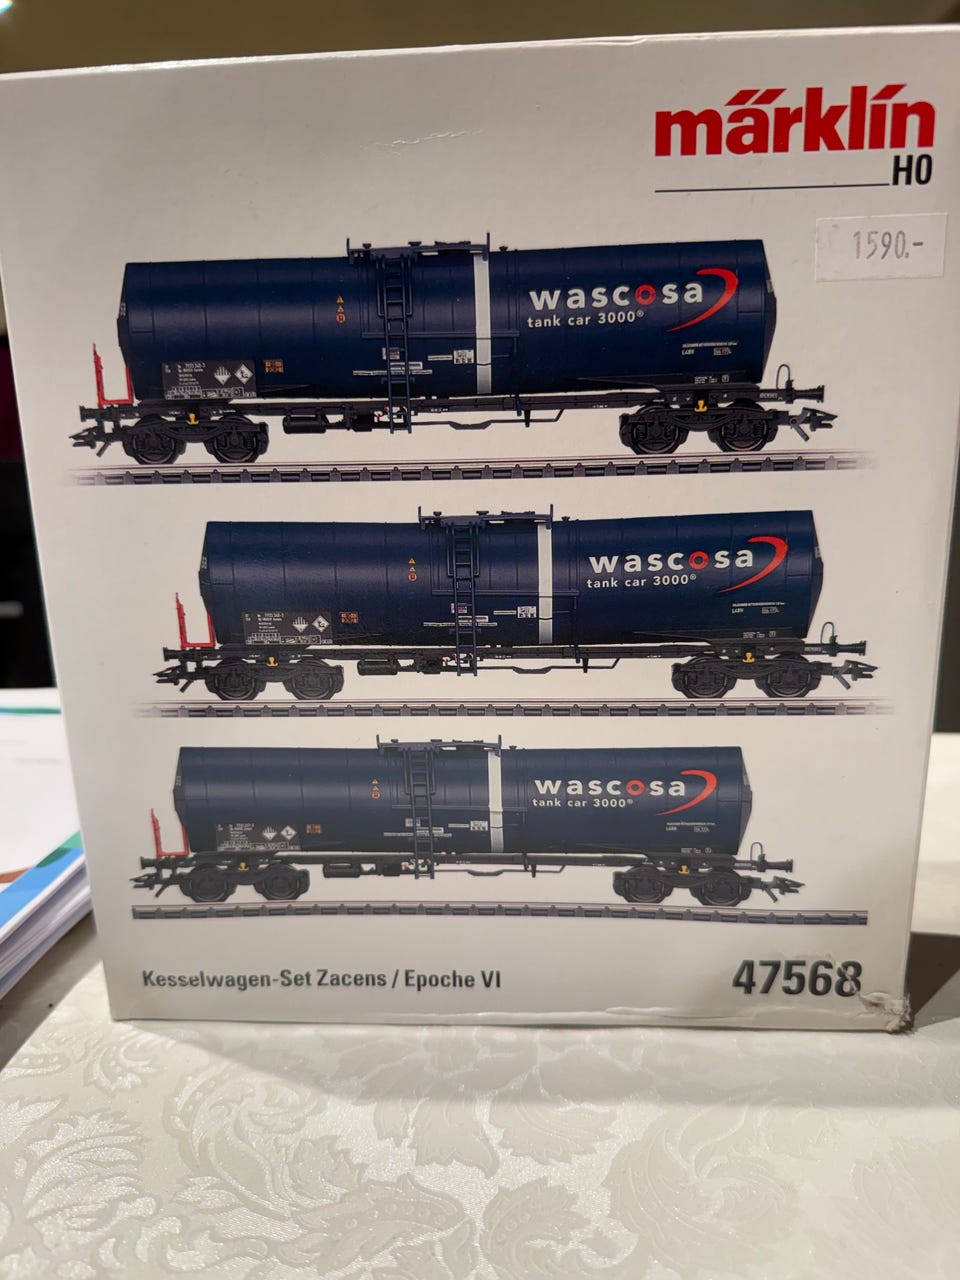 märklín
H0
1590.-
wascosa
tank car 3000®
wascosa
tank car 3000®
wascosa
tank car 3000®
Kesselwagen-Set Zacens / Epoche VI
47568